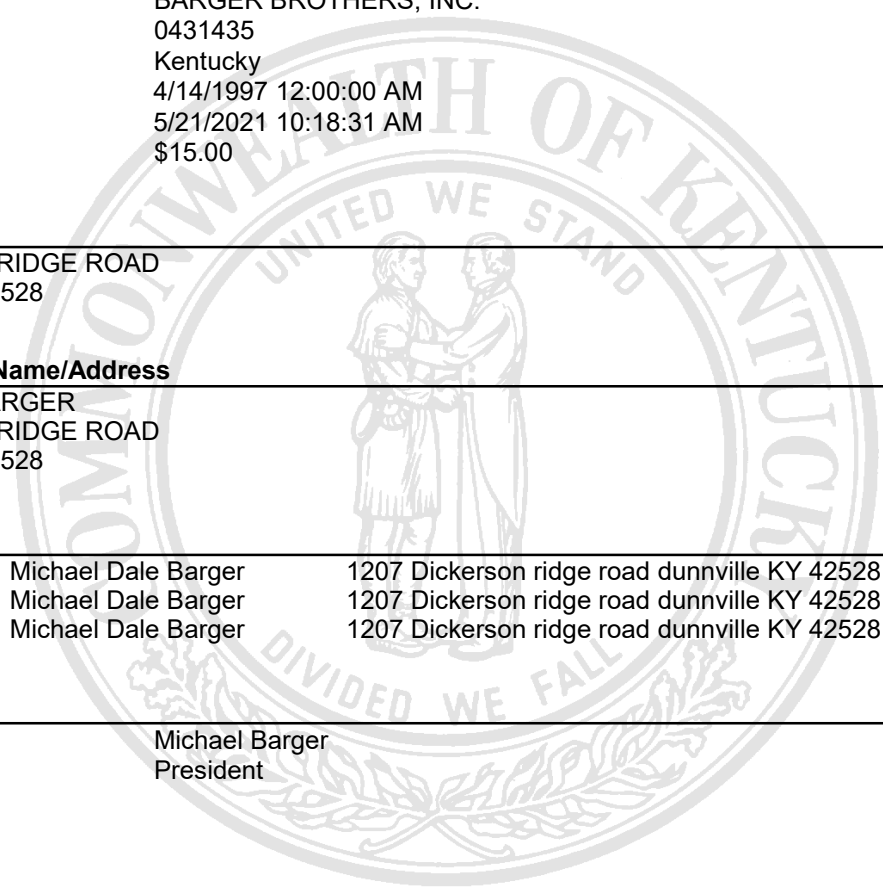 BARGER BROTHERS, INC.
0431435
Kentucky
4/14/1997 12:00:00 AM
5/21/2021 10:18:31 AM
$15.00
RIDGE ROAD
528
Name/Address
RGER
RIDGE ROAD
528
Michael Dale Barger 1207 Dickerson ridge road dunnville KY 42528
Michael Dale Barger 1207 Dickerson ridge road dunnville KY 42528
Michael Dale Barger 1207 Dickerson ridge road dunnville KY 42528
Michael Barger
President
COMMONWEALTH OF KENTUCKY
UNITED WE STAND
DIVIDED WE FALL